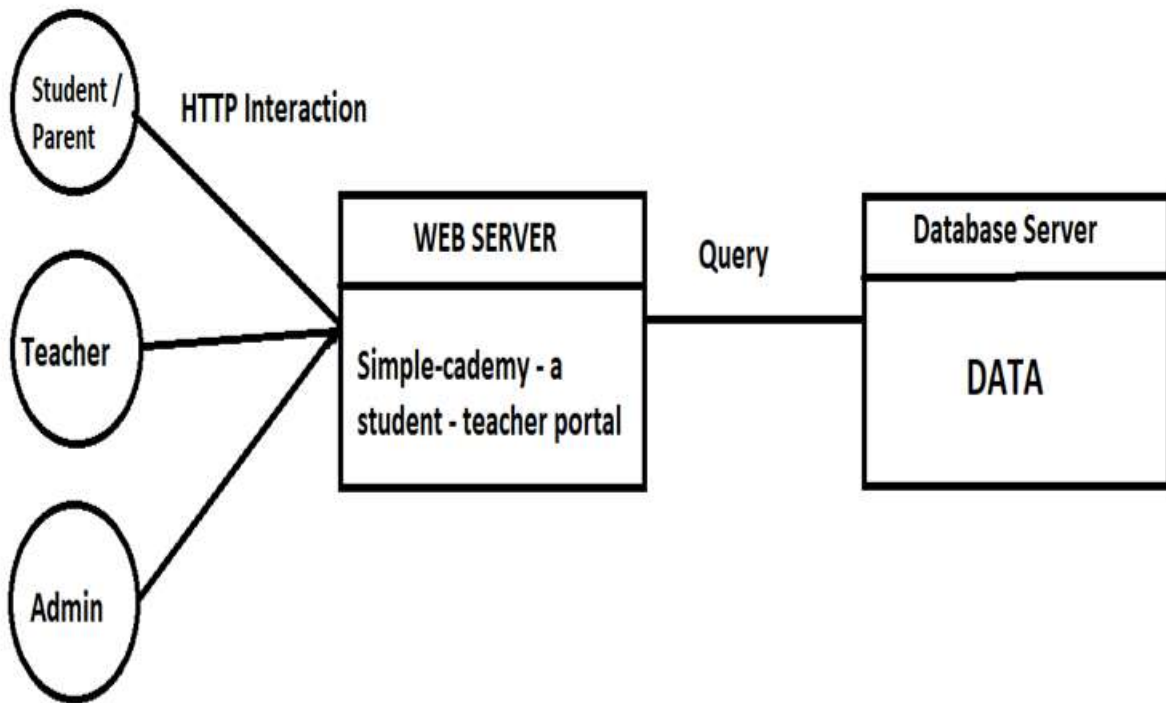 Student /
Parent
HTTP Interaction
WEB SERVER
Query
Database Server
Teacher
Simple-cademy - a
student - teacher portal
DATA
Admin